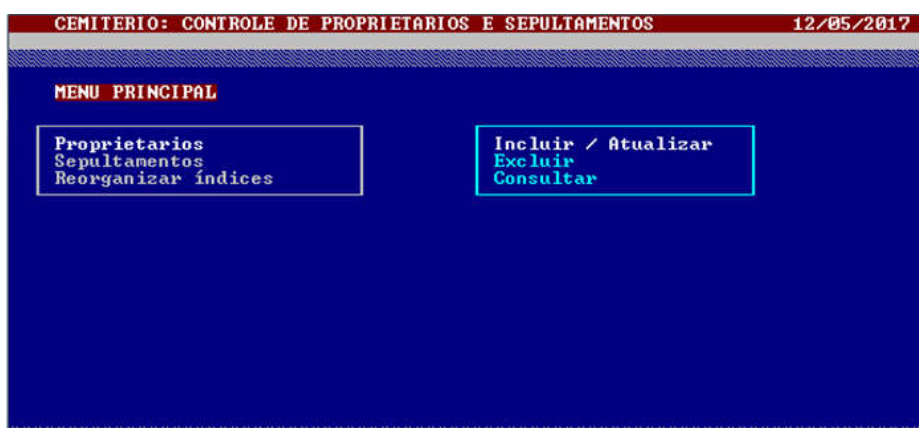 CEMITERIO: CONTROLE DE PROPRIETARIOS E SEPULTAMENTOS 12/05/2017
MENU PRINCIPAL
Proprietarios
Sepultamentos
Reorganizar índices
Incluir / Atualizar
Excluir
Consultar